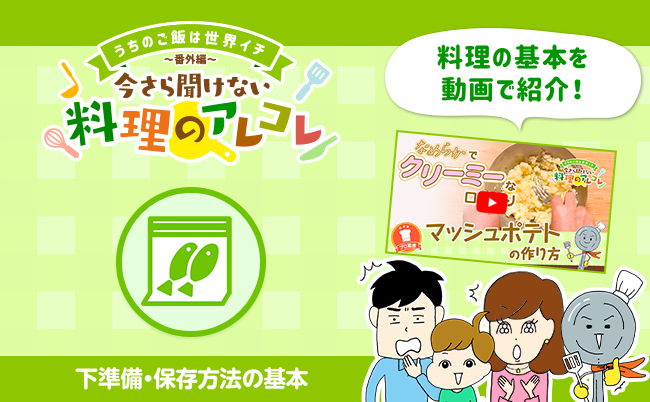 うちのご飯は世界イチ
〜番外編〜
今さら聞けない
料理のアレコレ
料理の基本を
動画で紹介!
なめらかで
クリーミーな
マッシュポテト
の作り方
下準備・保存方法の基本